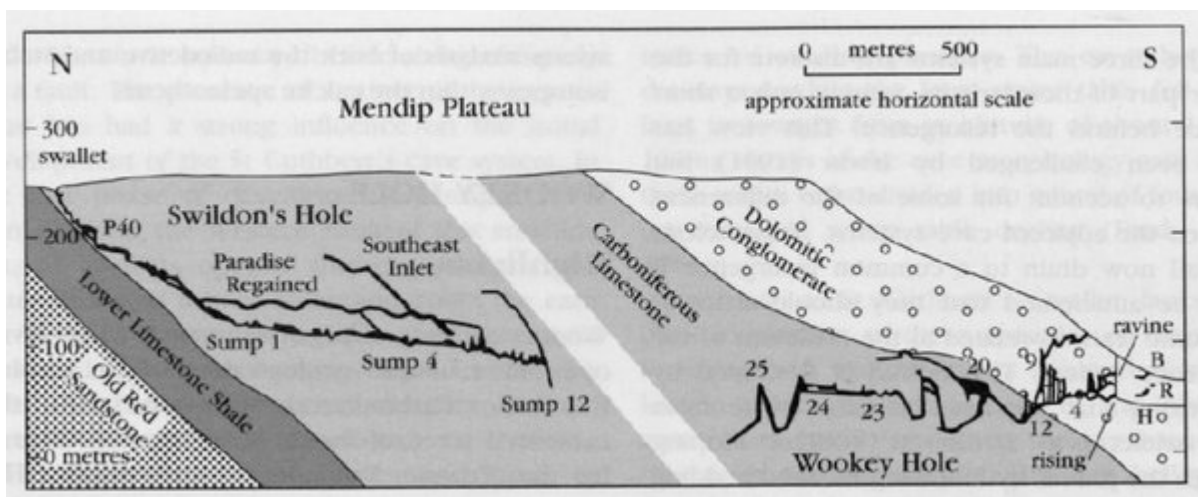 N
0 metres 500
S
Mendip Plateau
approximate horizontal scale
300
swallet
Swildon's Hole
200
P40
Southeast
Inlet
Paradise
Regained
Dolomitic
Conglomerate
Carboniferous
Limestone
Lower Limestone Shale
Sump 1
Sump 4
100
Old Red
Sandstone
0 metres
Sump 12
ravine
25
20
9
B
R
24
23
12
4
H
Wookey Hole
rising